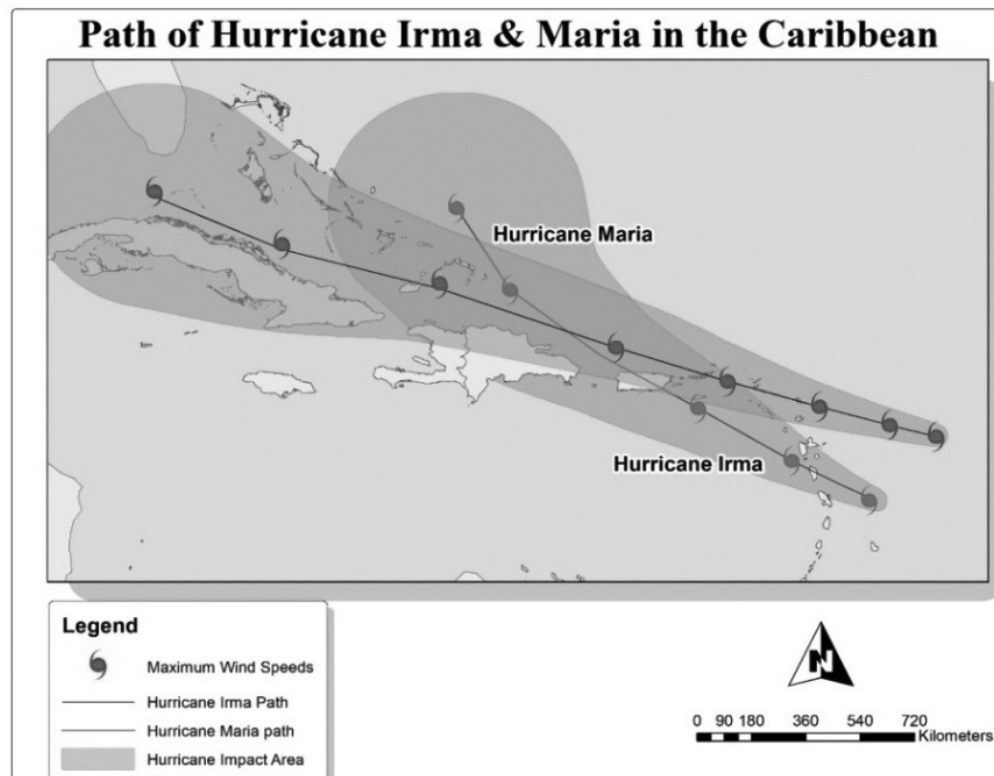 Path of Hurricane Irma & Maria in the Caribbean
Hurricane Maria
Hurricane Irma
Legend
Maximum Wind Speeds
Hurricane Irma Path
Hurricane Maria path
Hurricane Impact Area
N
0 90 180 360 540 720
Kilometers